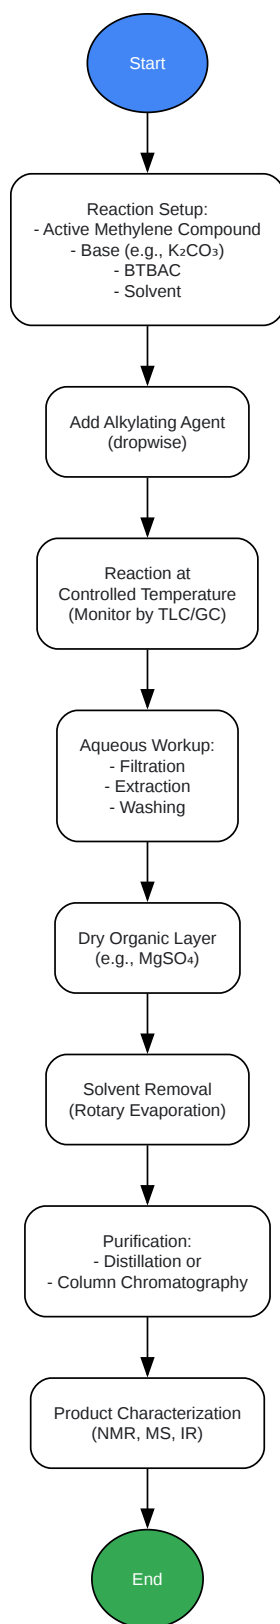 Start
Reaction Setup:
- Active Methylene Compound
- Base (e.g., K₂CO₃)
- BTBAC
- Solvent
Add Alkylating Agent
(dropwise)
Reaction at
Controlled Temperature
(Monitor by TLC/GC)
Aqueous Workup:
- Filtration
- Extraction
- Washing
Dry Organic Layer
(e.g., MgSO₄)
Solvent Removal
(Rotary Evaporation)
Purification:
- Distillation or
- Column Chromatography
Product Characterization
(NMR, MS, IR)
End